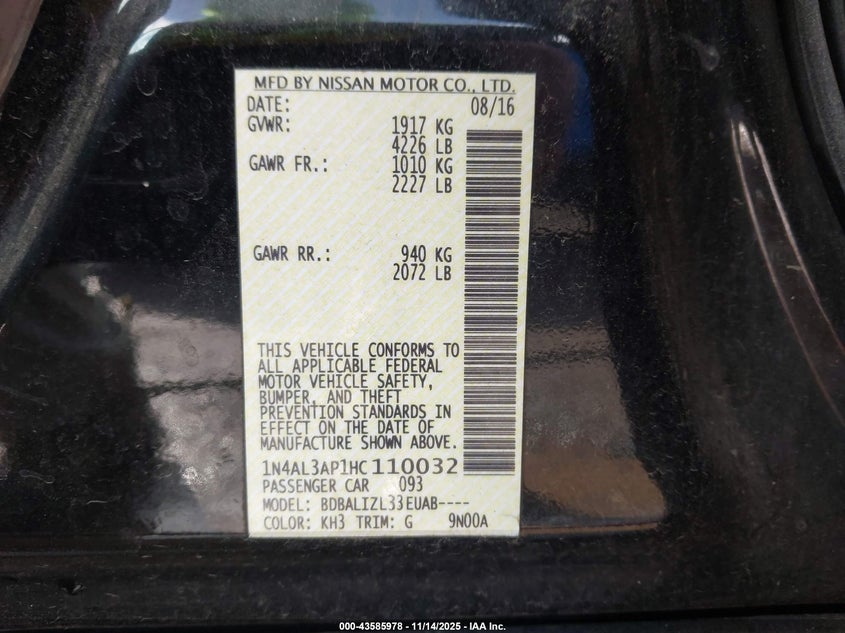 MFD BY NISSAN MOTOR CO., LTD.
DATE: 08/16
GVWR: 1917 KG
4226 LB
GAWR FR.: 1010 KG
2227 LB
GAWR RR.: 940 KG
2072 LB
THIS VEHICLE CONFORMS TO
ALL APPLICABLE FEDERAL
MOTOR VEHICLE SAFETY,
BUMPER, AND THEFT
PREVENTION STANDARDS IN
EFFECT ON THE DATE OF
MANUFACTURE SHOWN ABOVE.
1N4AL3AP1HC110032
PASSENGER CAR 093
MODEL: BDBALIZL33EUAB----
COLOR: KH3 TRIM: G 9N00A
000-43585978 - 11/14/2025 - IAA Inc.